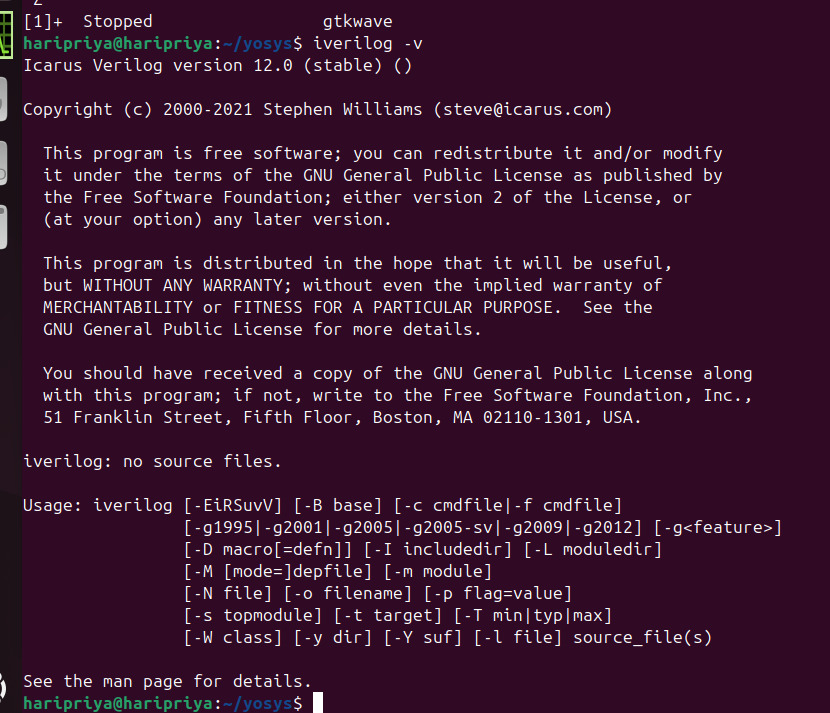 [1]+  Stopped                 gtkwave
haripriya@haripriya:~/yosys$ iverilog -v
Icarus Verilog version 12.0 (stable) ()

Copyright (c) 2000-2021 Stephen Williams (steve@icarus.com)

  This program is free software; you can redistribute it and/or modify
  it under the terms of the GNU General Public License as published by
  the Free Software Foundation; either version 2 of the License, or
  (at your option) any later version.

  This program is distributed in the hope that it will be useful,
  but WITHOUT ANY WARRANTY; without even the implied warranty of
  MERCHANTABILITY or FITNESS FOR A PARTICULAR PURPOSE.  See the
  GNU General Public License for more details.

  You should have received a copy of the GNU General Public License along
  with this program; if not, write to the Free Software Foundation, Inc.,
  51 Franklin Street, Fifth Floor, Boston, MA 02110-1301, USA.

iverilog: no source files.

Usage: iverilog [-EiRSuvV] [-B base] [-c cmdfile|-f cmdfile]
                [-g1995|-g2001|-g2005|-g2005-sv|-g2009|-g2012] [-g<feature>]
                [-D macro[=defn]] [-I includedir] [-L moduledir]
                [-M [mode=]depfile] [-m module]
                [-N file] [-o filename] [-p flag=value]
                [-s topmodule] [-t target] [-T min|typ|max]
                [-W class] [-y dir] [-Y suf] [-l file] source_file(s)

See the man page for details.
haripriya@haripriya:~/yosys$